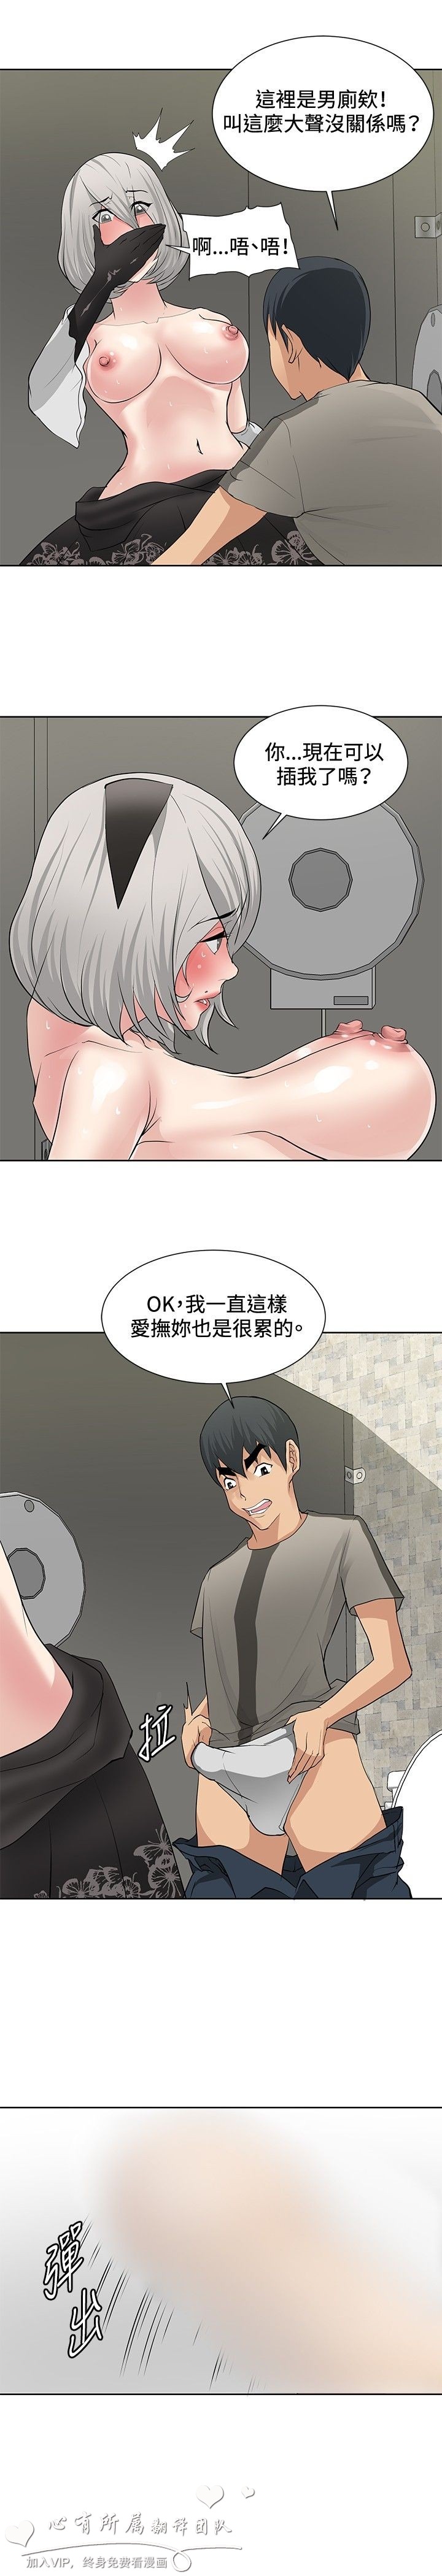 這裡是男廁欸!
叫這麼大聲沒關係嗎?
啊...唔、唔!
你...現在可以
插我了嗎?
OK,我一直這樣
愛撫妳也是很累的。
拉
彈出
心有所属翻译团队
加入VIP，终身免费看漫画